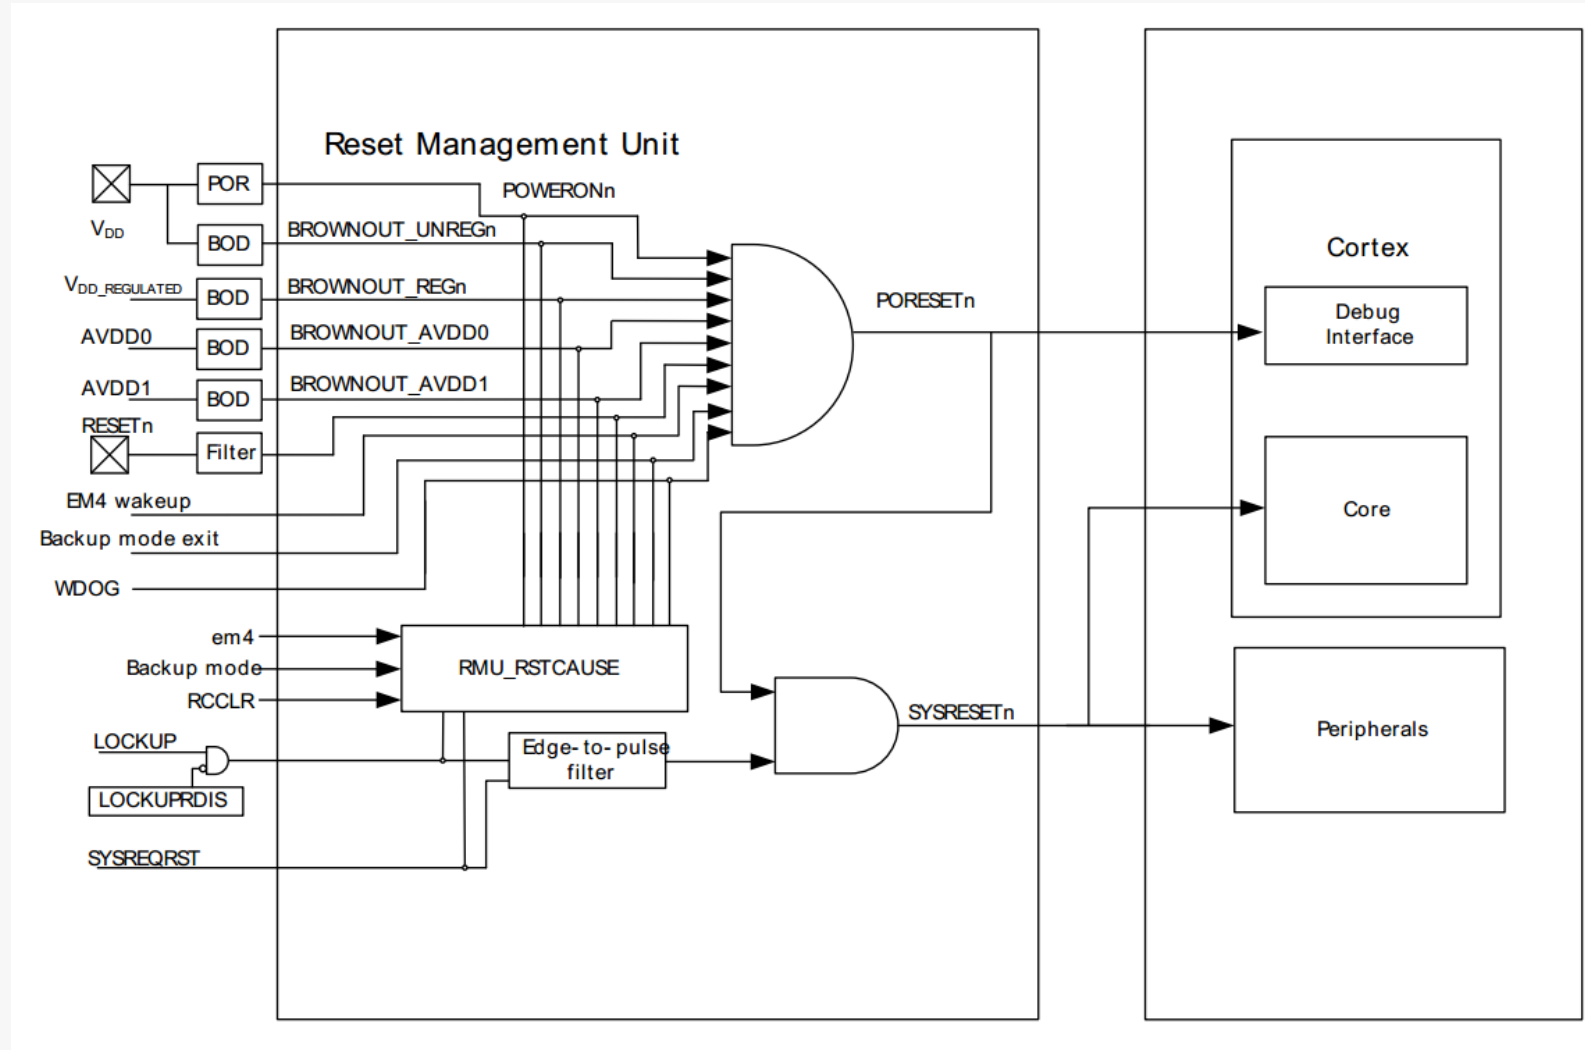 Reset Management Unit
POR
POWERONn
VDD
BOD
BROWNOUT_UNREGn
VDD_REGULATED
BOD
BROWNOUT_REGn
AVDD0
BOD
BROWNOUT_AVDD0
AVDD1
BOD
BROWNOUT_AVDD1
RESETn
Filter
EM4 wakeup
Backup mode exit
WDOG
em4
Backup mode
RCCLR
RMU_RSTCAUSE
LOCKUP
LOCKUPRDIS
Edge-to-pulse
filter
SYSREQRST
PORESETn
SYSRESETn
Cortex
Debug
Interface
Core
Peripherals